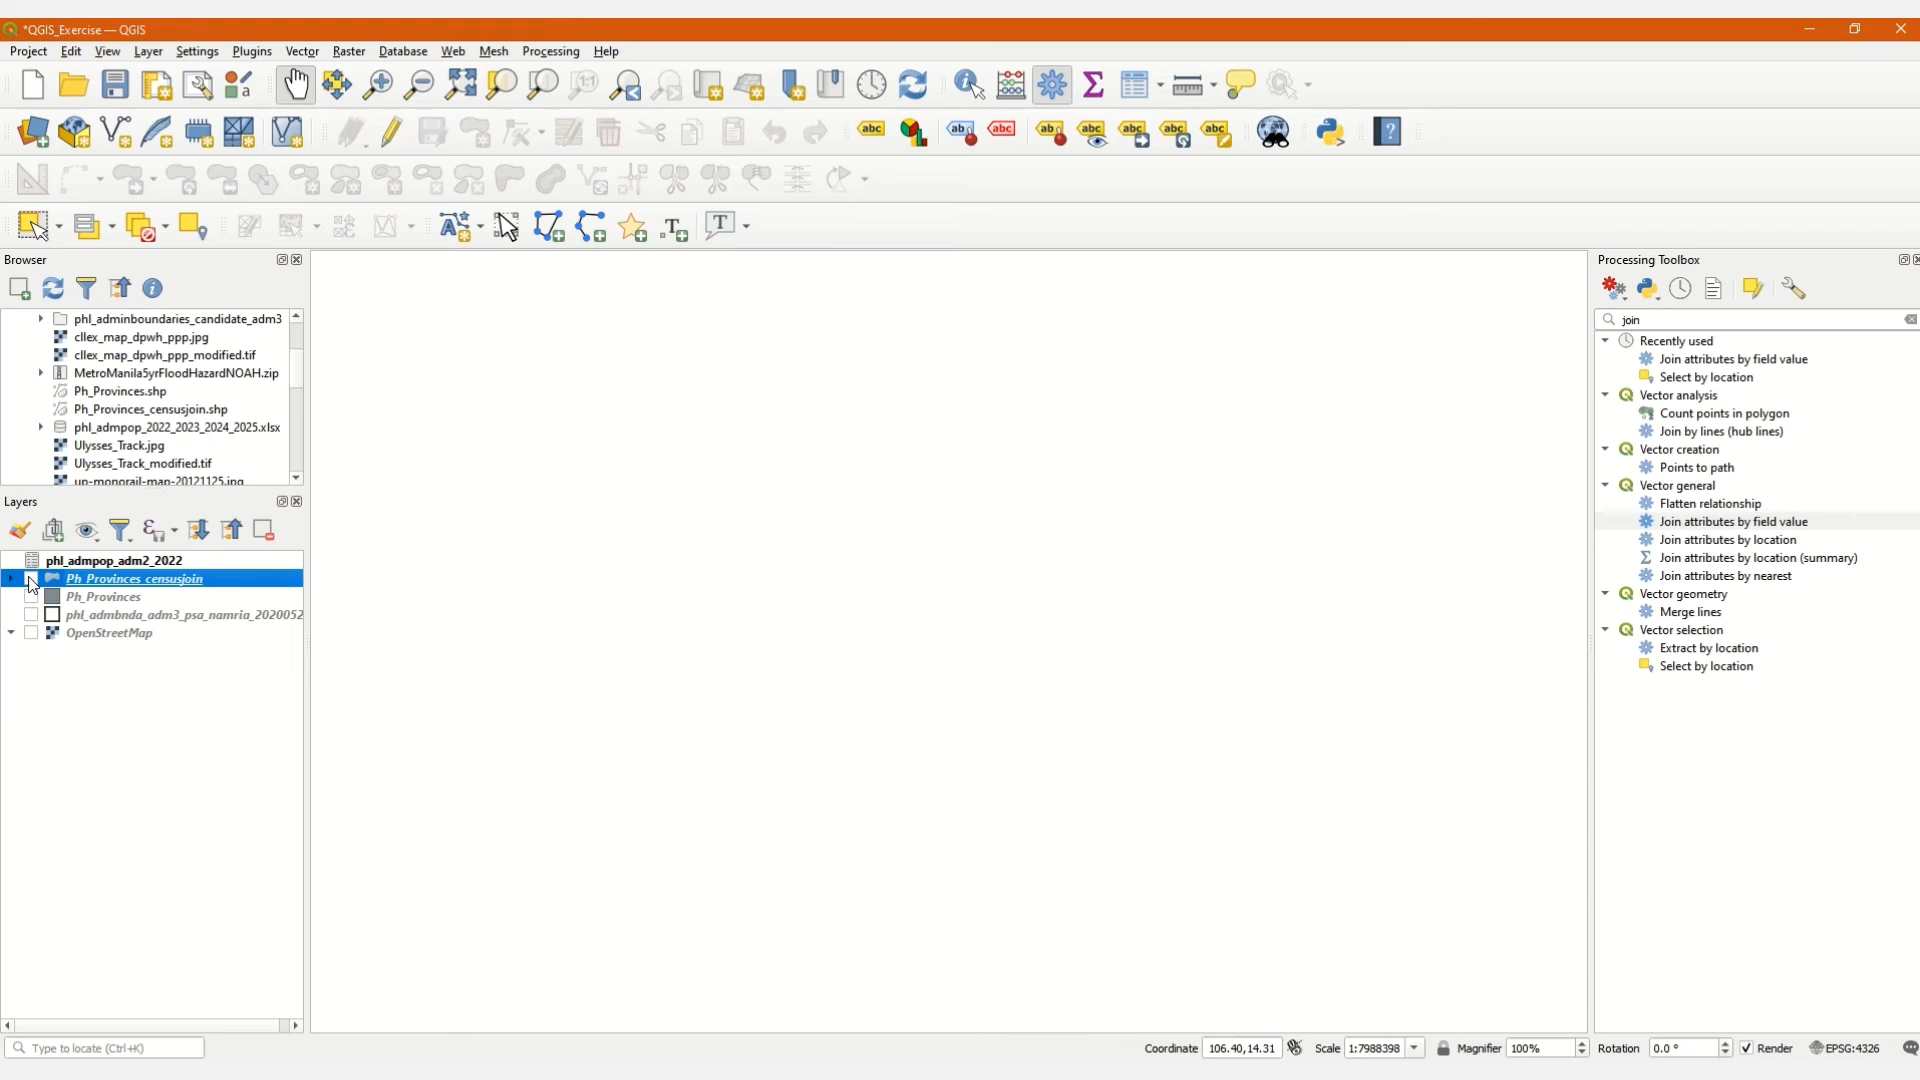 *QGIS_Exercise — QGIS
Project Edit View Layer Settings Plugins Vector Raster Database Web Mesh Processing Help
Browser
phl_adminboundaries_candidate_adm3
cllex_map_dpwh_ppp.jpg
cllex_map_dpwh_ppp_modified.tif
MetroManila5yrFloodHazardNOAH.zip
Ph_Provinces.shp
Ph_Provinces_censusjoin.shp
phl_admpop_2022_2023_2024_2025.xlsx
Ulysses_Track.jpg
Ulysses_Track_modified.tif
up-monorail-map-20121125.jpg
Layers
phl_admpop_adm2_2022
Ph_Provinces_censusjoin
Ph_Provinces
phl_admbnda_adm3_psa_namria_2020052
OpenStreetMap
Processing Toolbox
join
Recently used
Join attributes by field value
Select by location
Vector analysis
Count points in polygon
Join by lines (hub lines)
Vector creation
Points to path
Vector general
Flatten relationship
Join attributes by field value
Join attributes by location
Join attributes by location (summary)
Join attributes by nearest
Vector geometry
Merge lines
Vector selection
Extract by location
Select by location
Type to locate (Ctrl+K)
Coordinate 106.40,14.31 Scale 1:7988398 Magnifier 100% Rotation 0.0 ° Render EPSG:4326